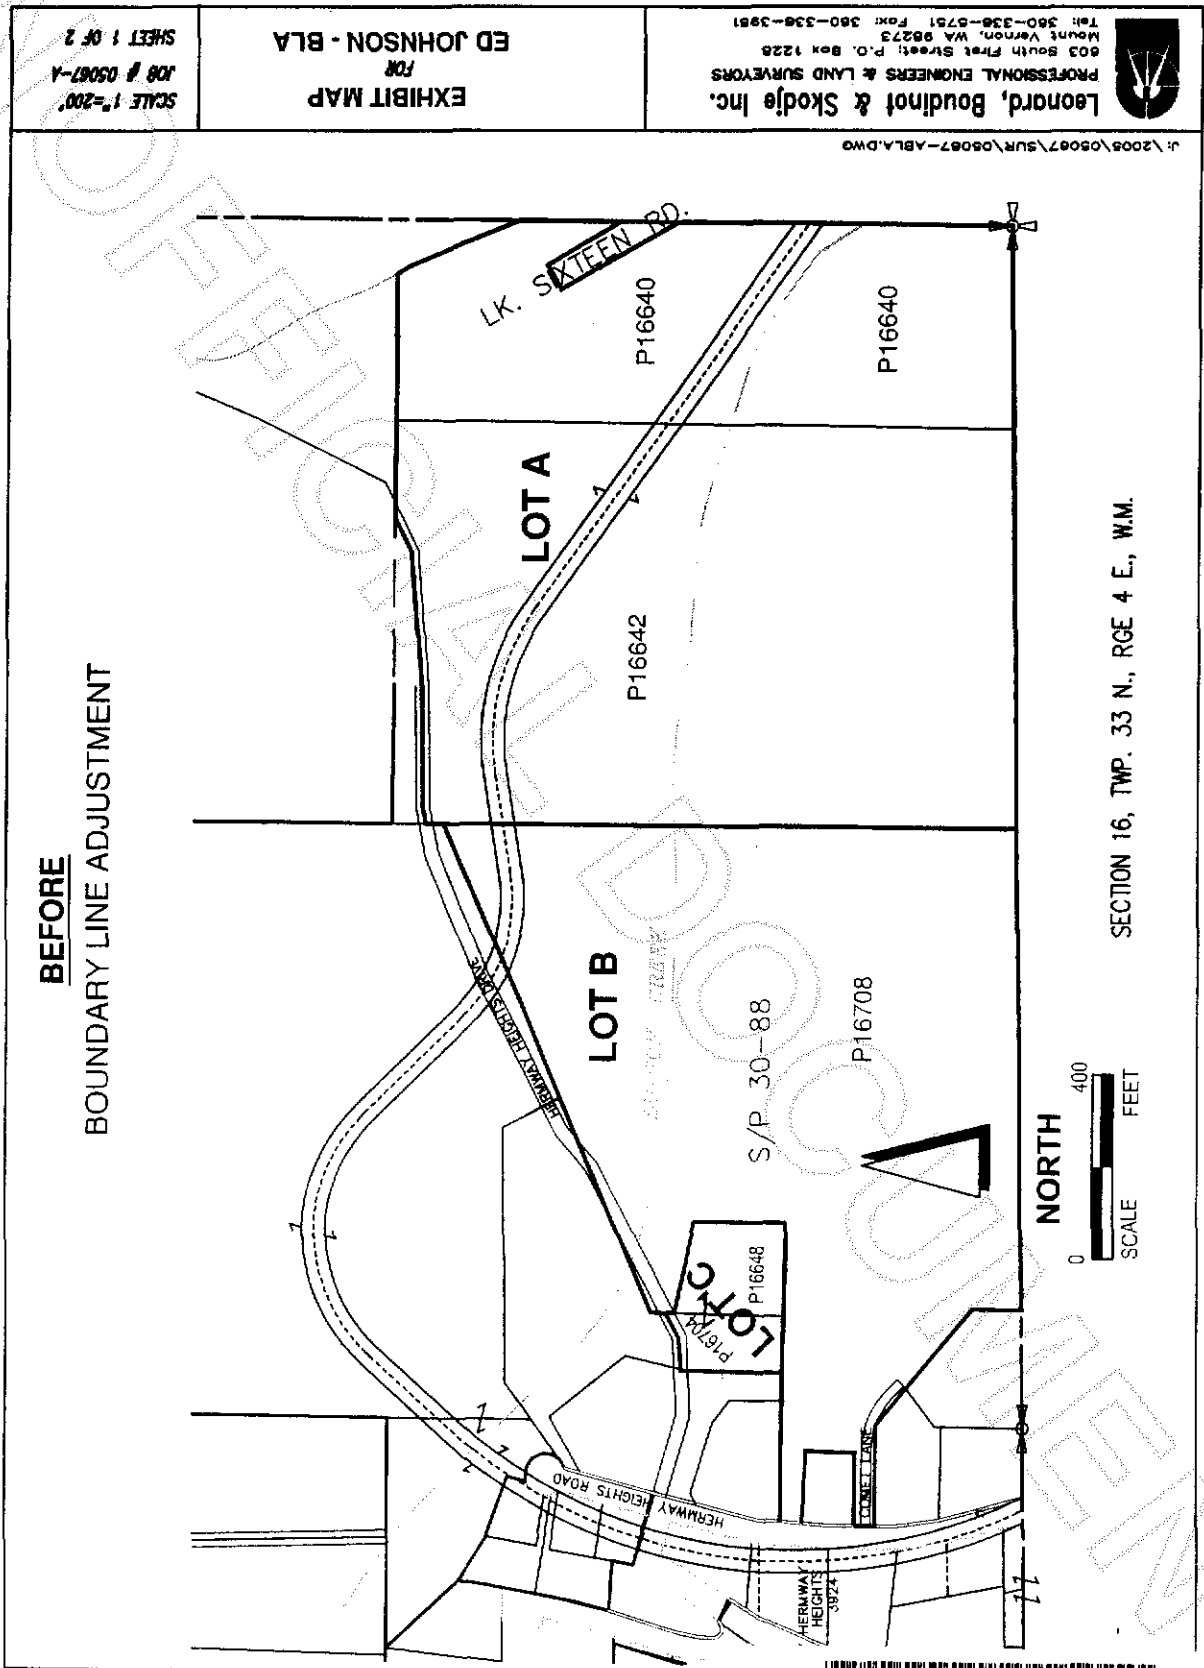 BEFORE
BOUNDARY LINE ADJUSTMENT
LK. SIXTEEN RD.
P16640
P16640
LOT A
P16642
HERMWAY HEIGHTS DRIVE
LOT B
S/P 30-88
P16708
LOT C
P16648
P16704
COMET LANE
HERMWAY HEIGHTS ROAD
HERMWAY
HEIGHTS
3924
NORTH
0 400
SCALE FEET
SECTION 16, TWP. 33 N., RGE 4 E., W.M.
J:\2005\05067\SUR\05067-ABLA.DWG
Leonard, Boudinot & Skodje Inc.
PROFESSIONAL ENGINEERS & LAND SURVEYORS
603 South First Street; P.O. Box 1228
Mount Vernon, WA 98273
Tel: 360-336-5751 Fax: 360-336-3951
EXHIBIT MAP
FOR
ED JOHNSON - BLA
SCALE 1"=200'
JOB # 05067-A
SHEET 1 OF 2